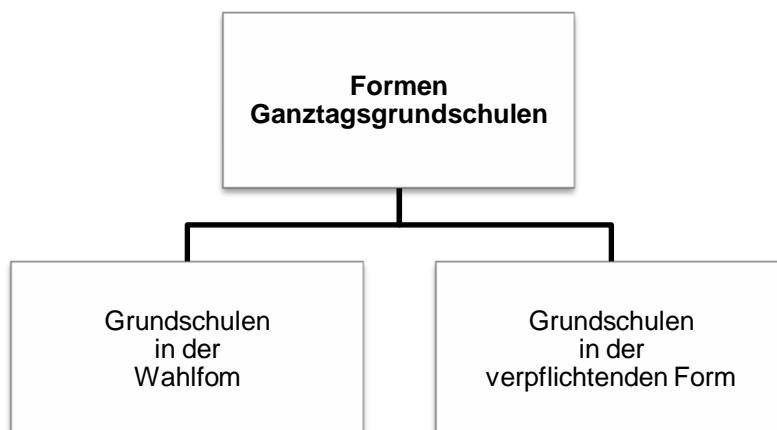 Formen
Ganztagsgrundschulen
Grundschulen
in der
Wahlfom
Grundschulen
in der
verpflichtenden Form